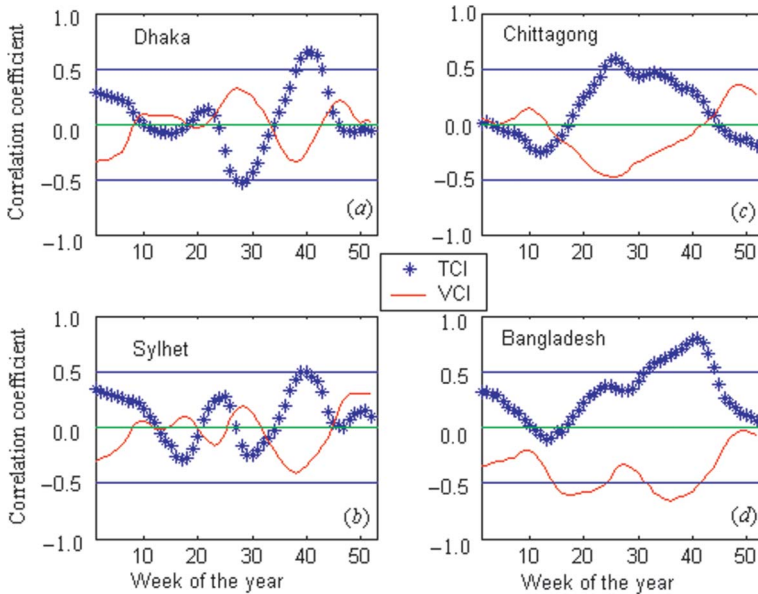 Correlation coefficient
1.0
0.5
0.0
−0.5
−1.0
Dhaka
(a)
10 20 30 40 50
1.0
0.5
0.0
−0.5
−1.0
Chittagong
(c)
10 20 30 40 50
TCI
VCI
Correlation coefficient
1.0
0.5
0.0
−0.5
−1.0
Sylhet
(b)
10 20 30 40 50
Week of the year
1.0
0.5
0.0
−0.5
−1.0
Bangladesh
(d)
10 20 30 40 50
Week of the year